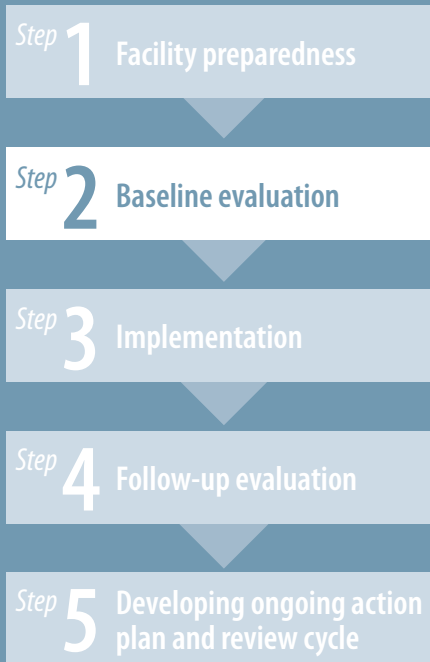 Step 1 Facility preparedness
Step 2 Baseline evaluation
Step 3 Implementation
Step 4 Follow-up evaluation
Step 5 Developing ongoing action
plan and review cycle